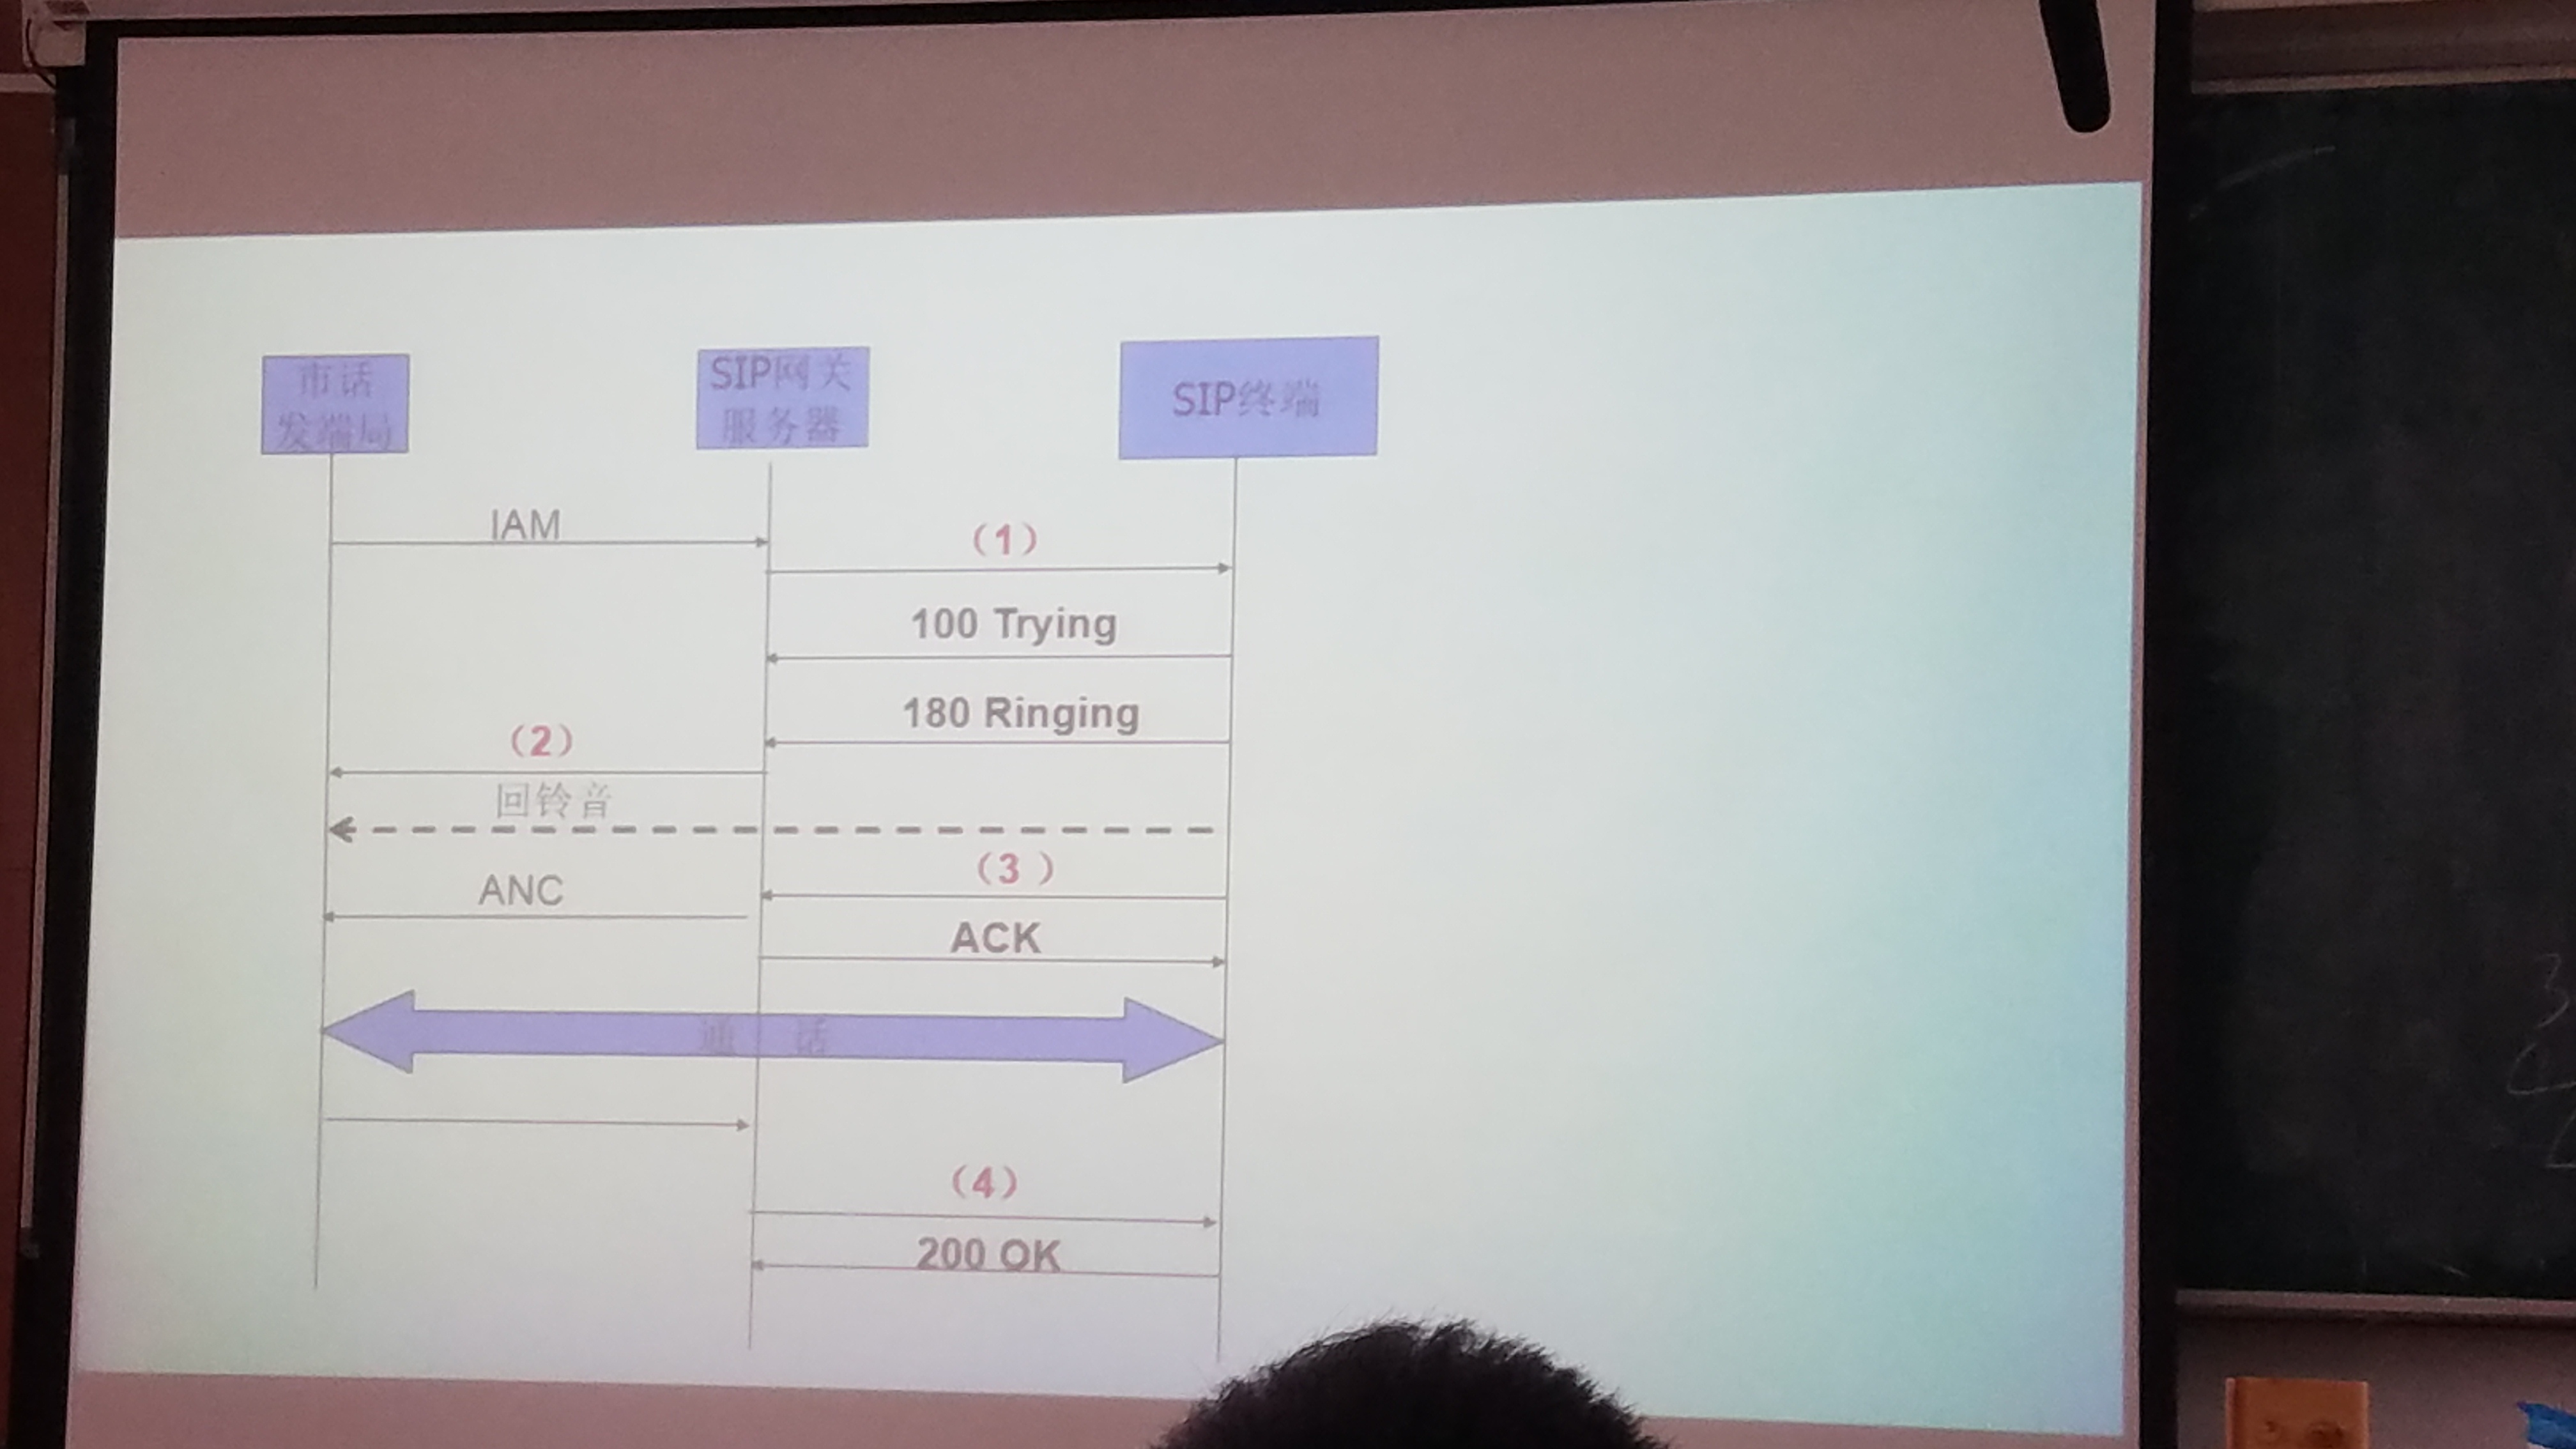 市话
发端局
SIP网关
服务器
SIP终端
IAM
（1）
100 Trying
180 Ringing
（2）
回铃音
（3 ）
ANC
ACK
通 话
（4）
200 OK